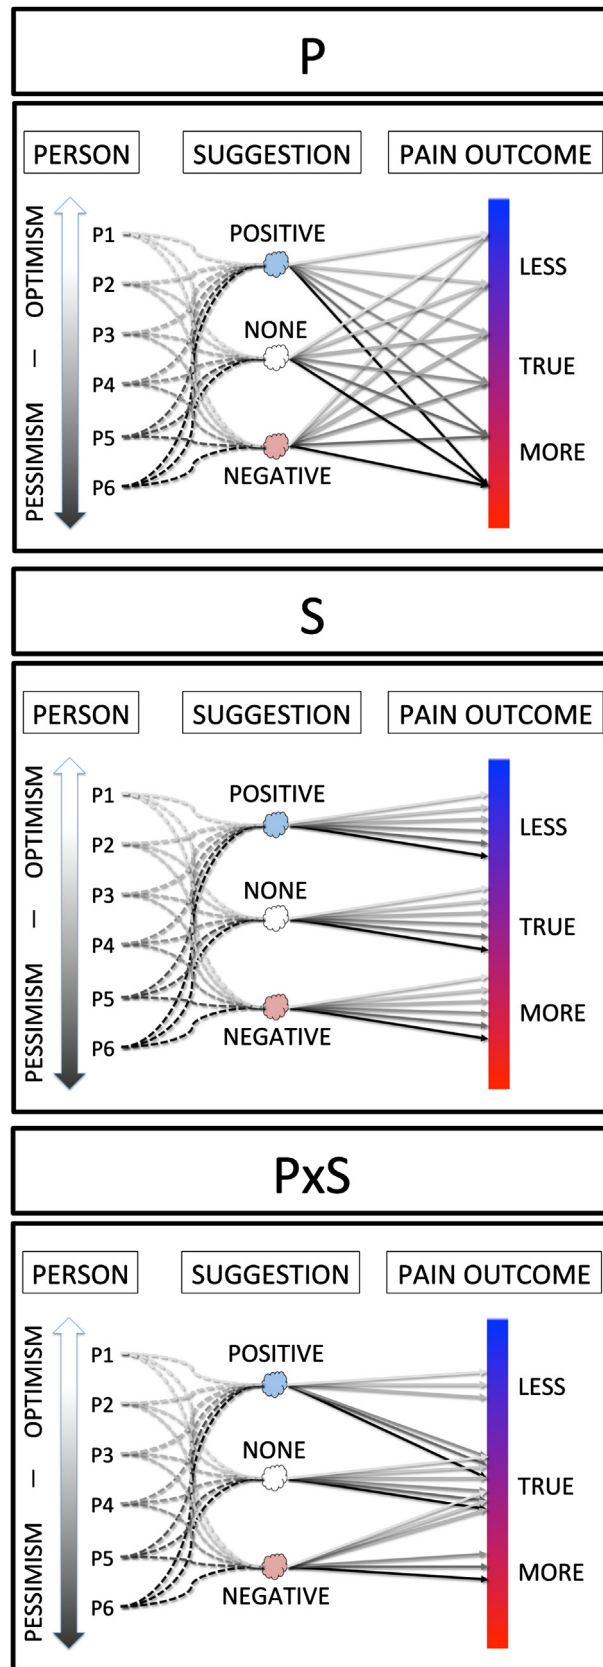 P
PERSON SUGGESTION PAIN OUTCOME
PESSIMISM — OPTIMISM
P1
P2
P3
P4
P5
P6
POSITIVE
NONE
NEGATIVE
LESS
TRUE
MORE
S
PERSON SUGGESTION PAIN OUTCOME
PESSIMISM — OPTIMISM
P1
P2
P3
P4
P5
P6
POSITIVE
NONE
NEGATIVE
LESS
TRUE
MORE
PxS
PERSON SUGGESTION PAIN OUTCOME
PESSIMISM — OPTIMISM
P1
P2
P3
P4
P5
P6
POSITIVE
NONE
NEGATIVE
LESS
TRUE
MORE